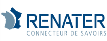 RENATER
CONNECTEUR DE SAVOIRS